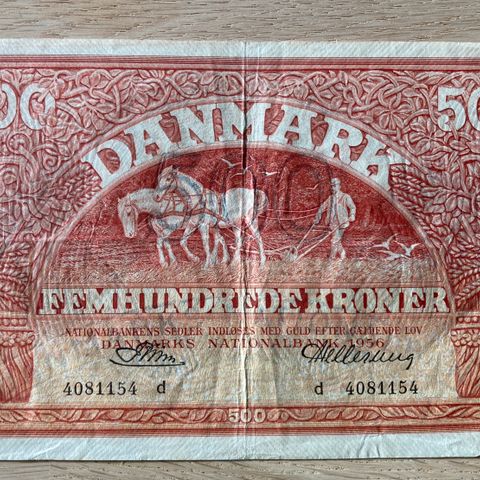 500
DANMARK
500
500
FEMHUNDREDE KRONER
NATIONALBANKENS SEDLER INDLØSES MED GULD EFTER GÆLDENDE LOV
DANMARKS NATIONALBANK 1956
4081154 d
d 4081154
500